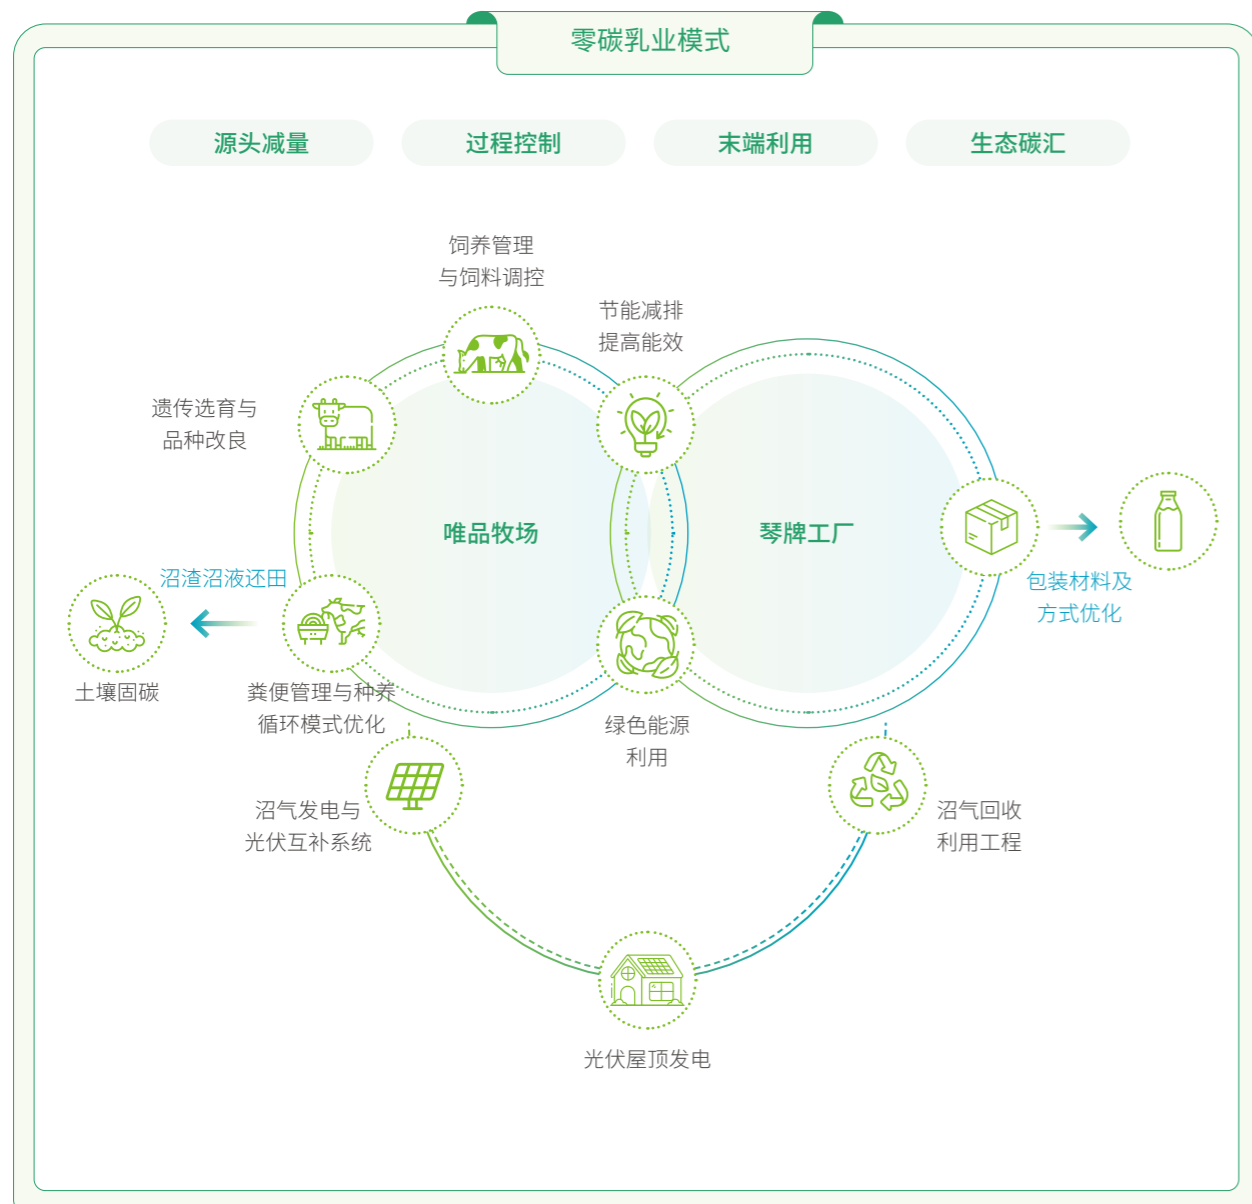 零碳乳业模式
源头减量
过程控制
末端利用
生态碳汇
饲养管理
与饲料调控
节能减排
提高能效
遗传选育与
品种改良
唯品牧场
琴牌工厂
沼渣沼液还田
包装材料及
方式优化
土壤固碳
粪便管理与种养
循环模式优化
绿色能源
利用
沼气发电与
光伏互补系统
沼气回收
利用工程
光伏屋顶发电